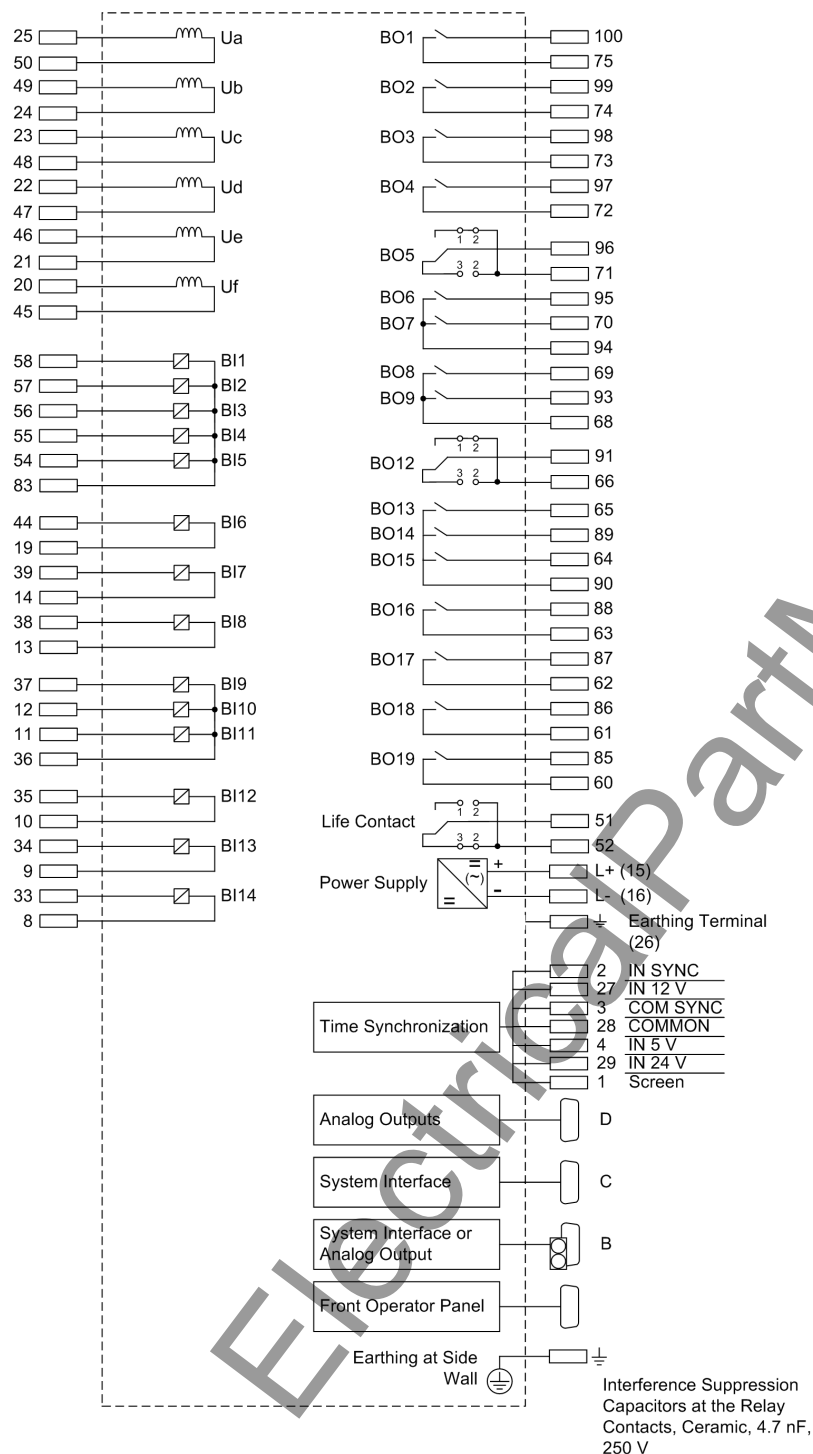 25 Ua BO1 100
50 75
49 Ub BO2 99
24 74
23 Uc BO3 98
48 73
22 Ud BO4 97
47 72
46 Ue 1 2 96
21 BO5 3 2 71
20 Uf BO6 95
45 BO7 70
94
58 BI1 BO8 69
57 BI2 BO9 93
56 BI3 68
55 BI4 1 2
54 BI5 BO12 91
83 3 2 66
44 BI6 BO13 65
19 BO14 89
39 BI7 BO15 64
14 90
38 BI8 BO16 88
13 63
37 BI9 BO17 87
12 BI10 62
11 BI11 BO18 86
36 61
BO19 85
35 BI12 60
10 Life Contact 1 2 51
34 BI13 3 2 52
9 Power Supply = (~) = + L+ (15)
33 BI14 - L- (16)
8 Earthing Terminal
(26)
2 IN SYNC
27 IN 12 V
3 COM SYNC
Time Synchronization 28 COMMON
4 IN 5 V
29 IN 24 V
1 Screen
Analog Outputs D
System Interface C
System Interface or
Analog Output B
Front Operator Panel
Earthing at Side
Wall
Interference Suppression
Capacitors at the Relay
Contacts, Ceramic, 4.7 nF,
250 V
ElectricalPartM